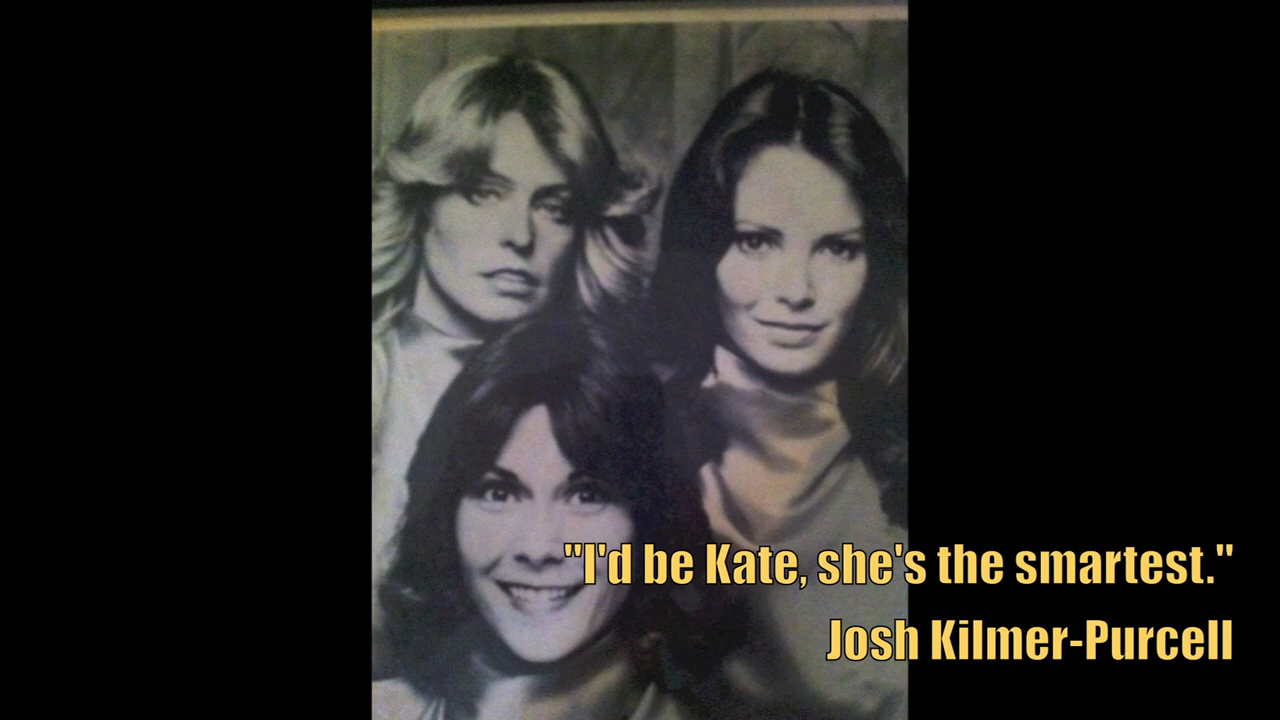 "I'd be Kate, she's the smartest."
Josh Kilmer-Purcell